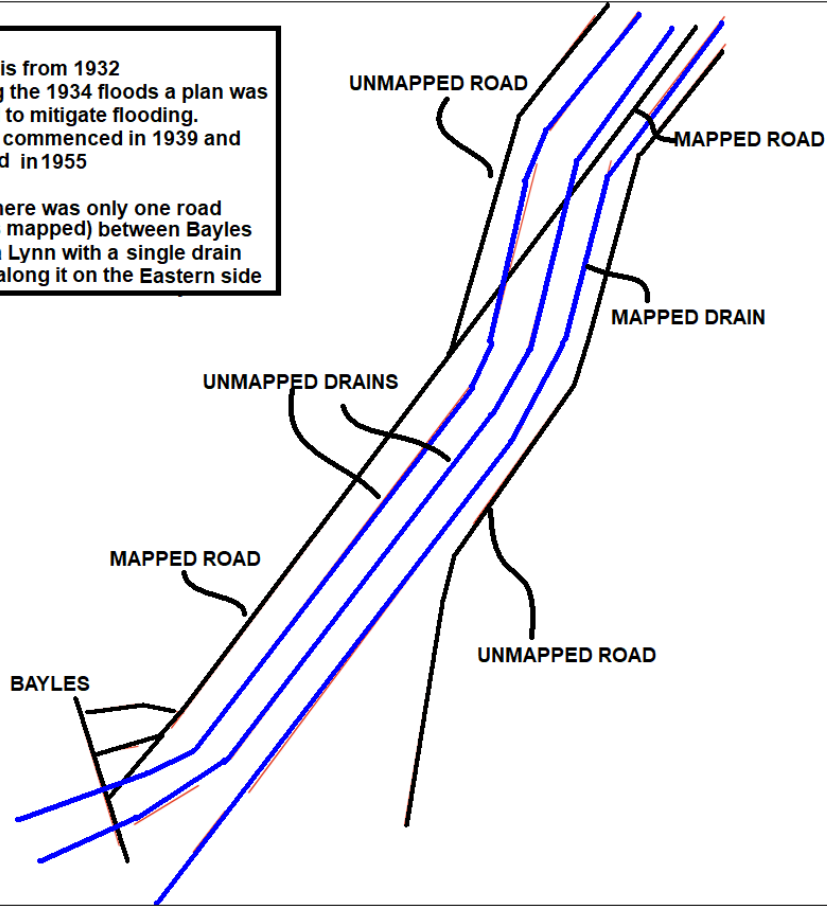 is from 1932
the 1934 floods a plan was
to mitigate flooding.
commenced in 1939 and
in 1955
there was only one road
mapped) between Bayles
Lynn with a single drain
along it on the Eastern side
UNMAPPED ROAD
MAPPED ROAD
MAPPED DRAIN
UNMAPPED DRAINS
MAPPED ROAD
UNMAPPED ROAD
BAYLES